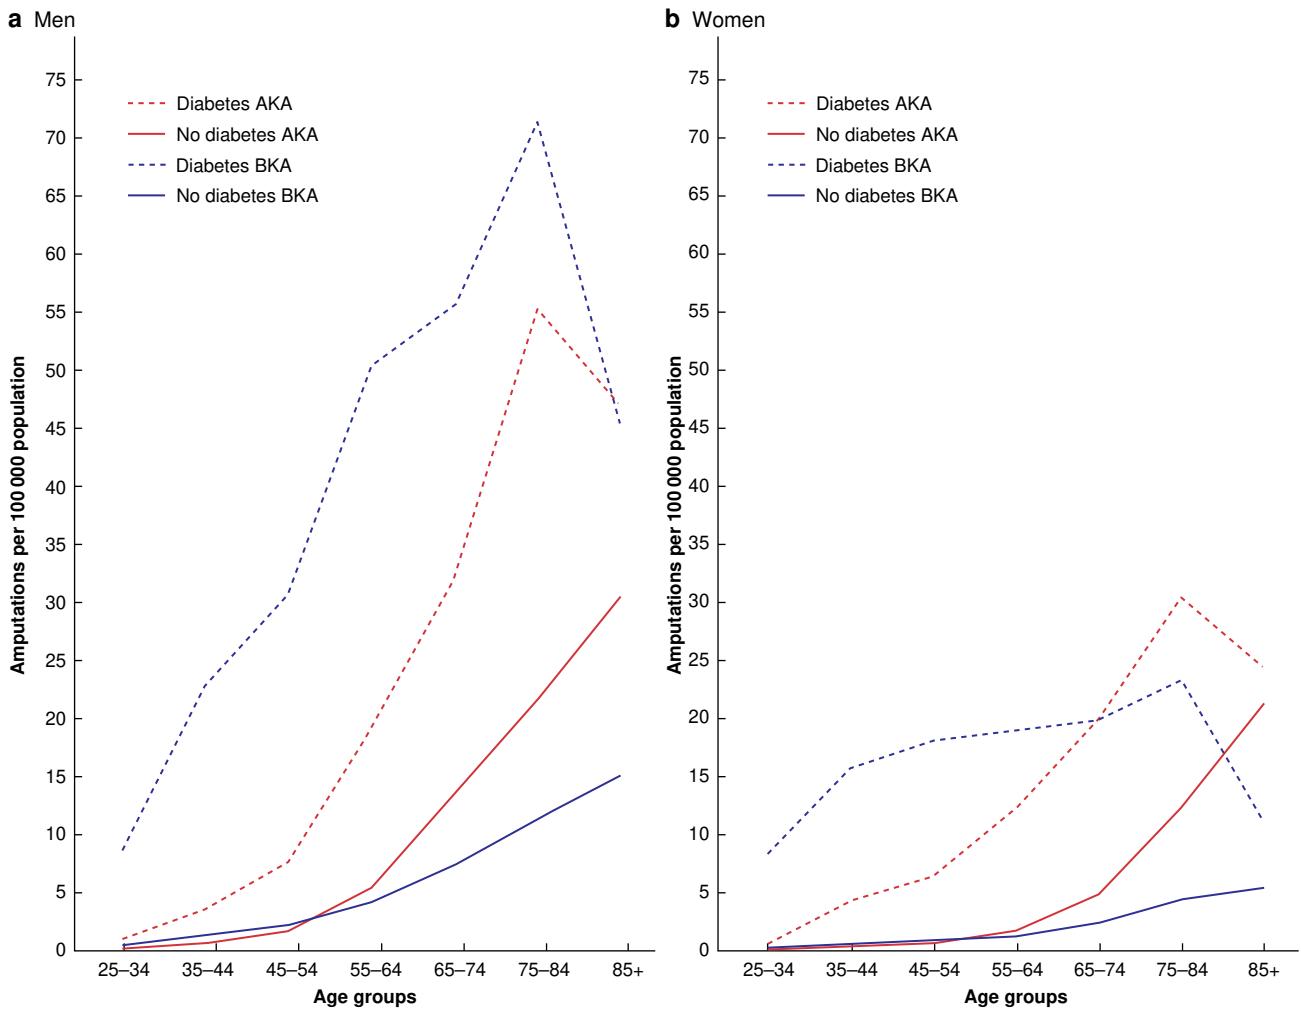 a Men
75
70
65
60
55
50
45
40
35
30
25
20
15
10
5
0
Amputations per 100 000 population
Diabetes AKA
No diabetes AKA
Diabetes BKA
No diabetes BKA
25–34 35–44 45–54 55–64 65–74 75–84 85+
Age groups
b Women
75
70
65
60
55
50
45
40
35
30
25
20
15
10
5
0
Amputations per 100 000 population
Diabetes AKA
No diabetes AKA
Diabetes BKA
No diabetes BKA
25–34 35–44 45–54 55–64 65–74 75–84 85+
Age groups